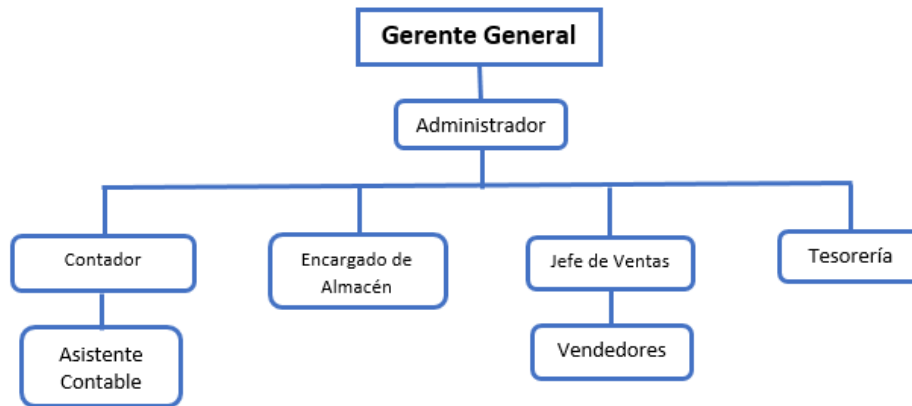 Gerente General
Administrador
Contador
Encargado de
Almacén
Jefe de Ventas
Tesorería
Asistente
Contable
Vendedores